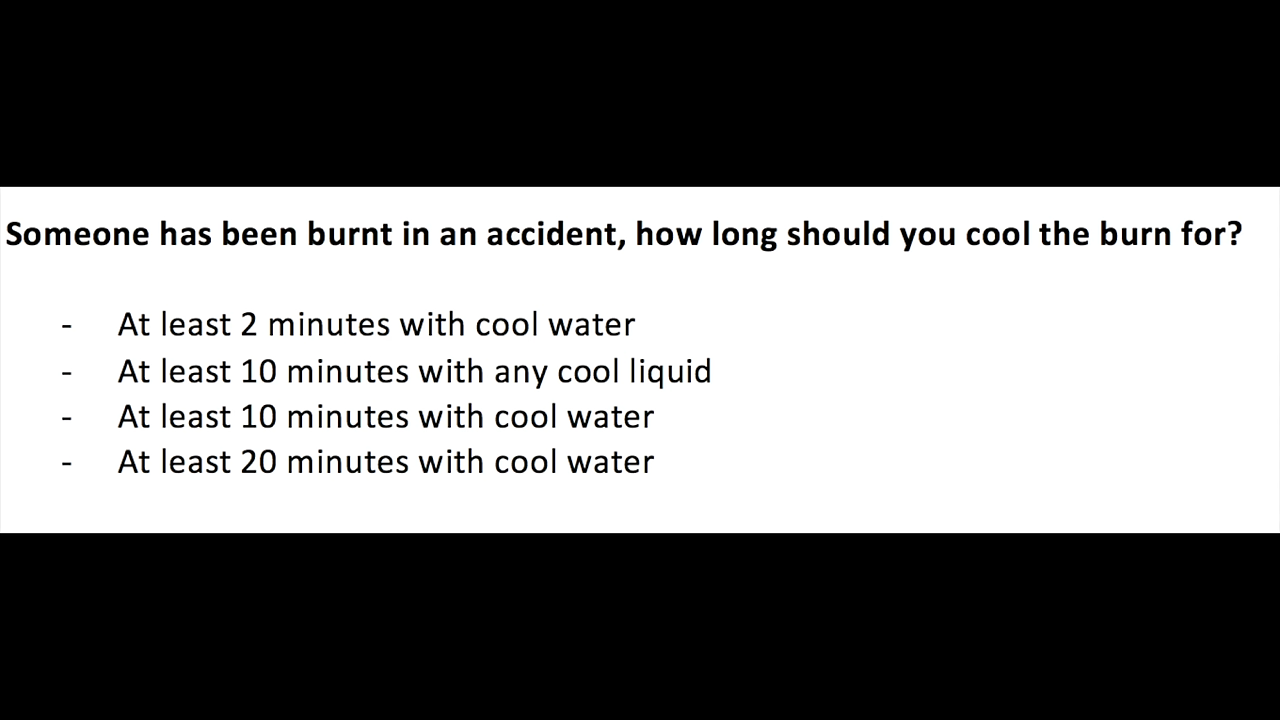 Someone has been burnt in an accident, how long should you cool the burn for?
- At least 2 minutes with cool water
- At least 10 minutes with any cool liquid
- At least 10 minutes with cool water
- At least 20 minutes with cool water